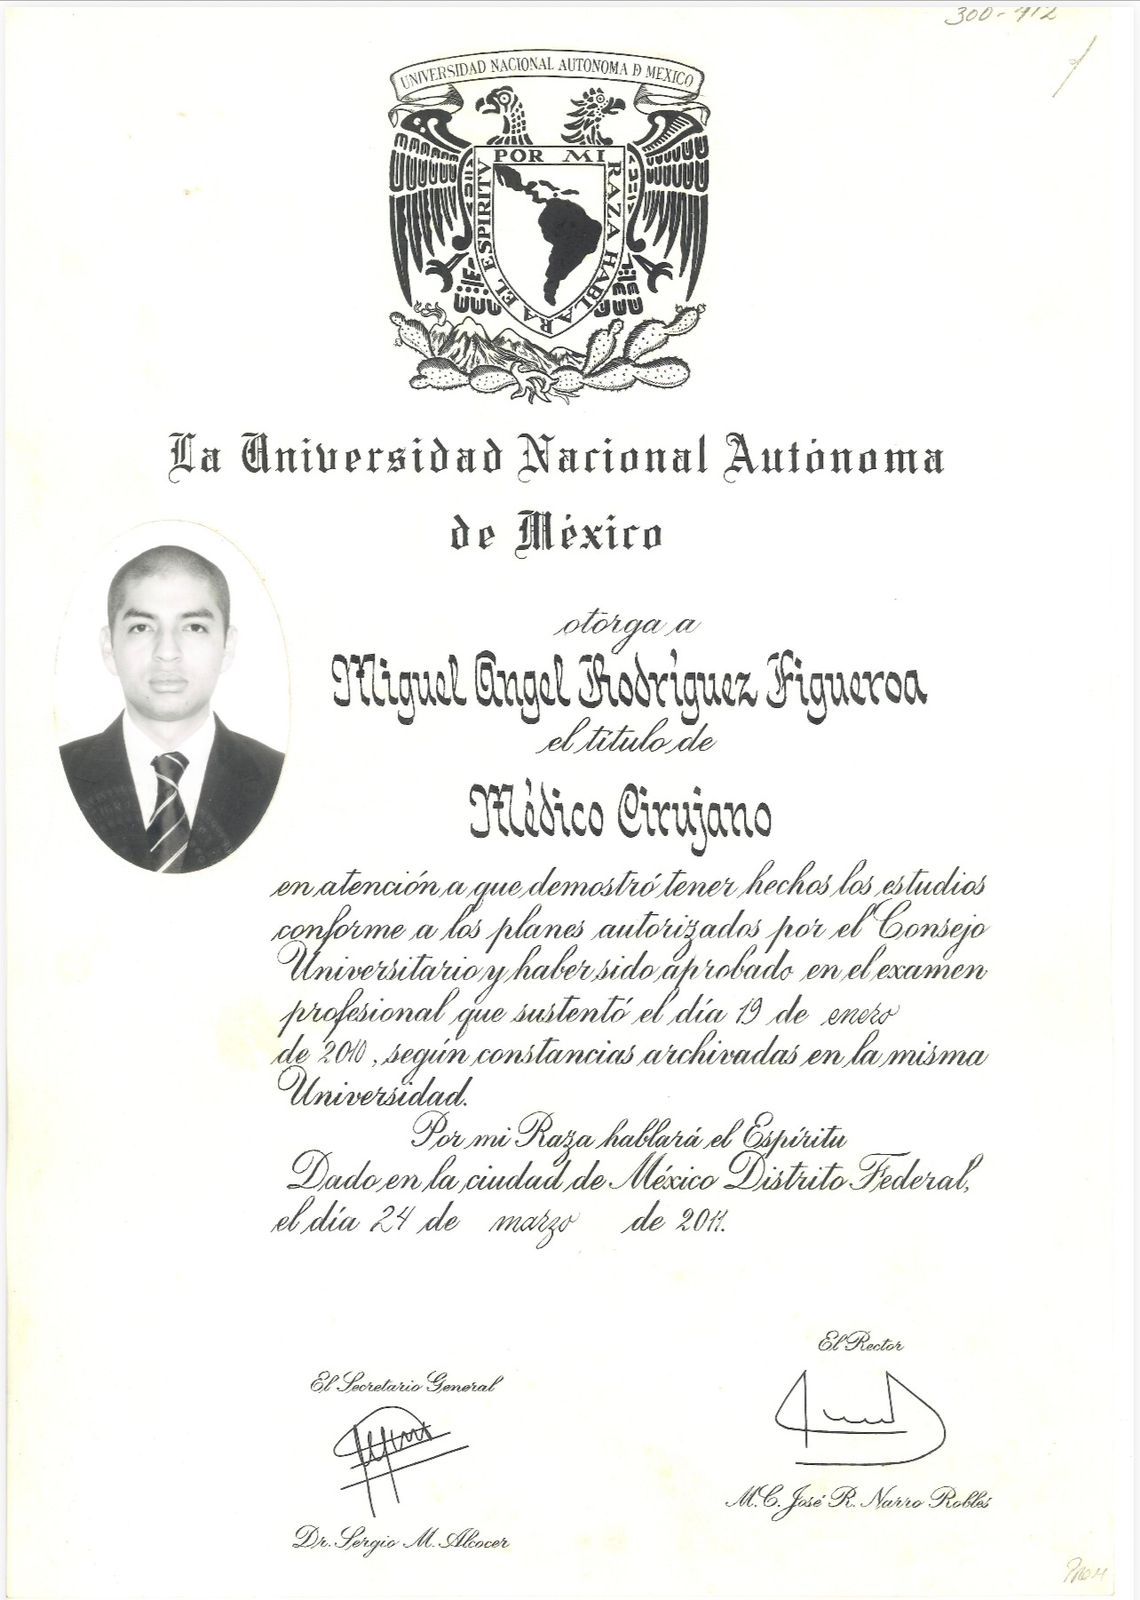 300-412
UNIVERSIDAD NACIONAL AUTONOMA D MEXICO
POR MI RAZA HABLARA EL ESPIRITU
La Universidad Nacional Autónoma
de México
otorga a
Miguel Angel Rodríguez Figueroa
el título de
Médico Cirujano
en atención a que demostró tener hechos los estudios
conforme a los planes autorizados por el Consejo
Universitario y haber sido aprobado en el examen
profesional que sustentó el día 19 de enero
de 2010, según constancias archivadas en la misma
Universidad.
Por mi Raza hablará el Espíritu
Dado en la ciudad de México Distrito Federal,
el día 24 de marzo de 2011.
El Rector
El Secretario General
M.C. José R. Narro Robles
Dr. Sergio M. Alcocer